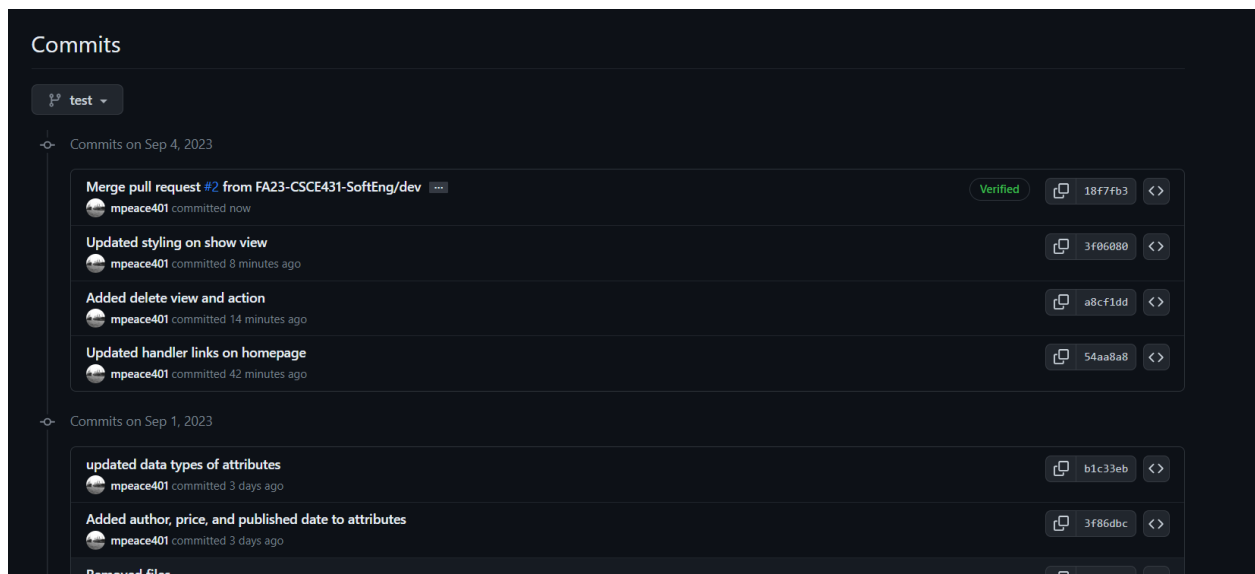 Commits
test
Commits on Sep 4, 2023
Merge pull request #2 from FA23-CSCE431-SoftEng/dev ...
Verified
18f7fb3
mpeace401 committed now
Updated styling on show view
3f06080
mpeace401 committed 8 minutes ago
Added delete view and action
a8cf1dd
mpeace401 committed 14 minutes ago
Updated handler links on homepage
54aa8a8
mpeace401 committed 42 minutes ago
Commits on Sep 1, 2023
updated data types of attributes
b1c33eb
mpeace401 committed 3 days ago
Added author, price, and published date to attributes
3f86dbc
mpeace401 committed 3 days ago
Removed files